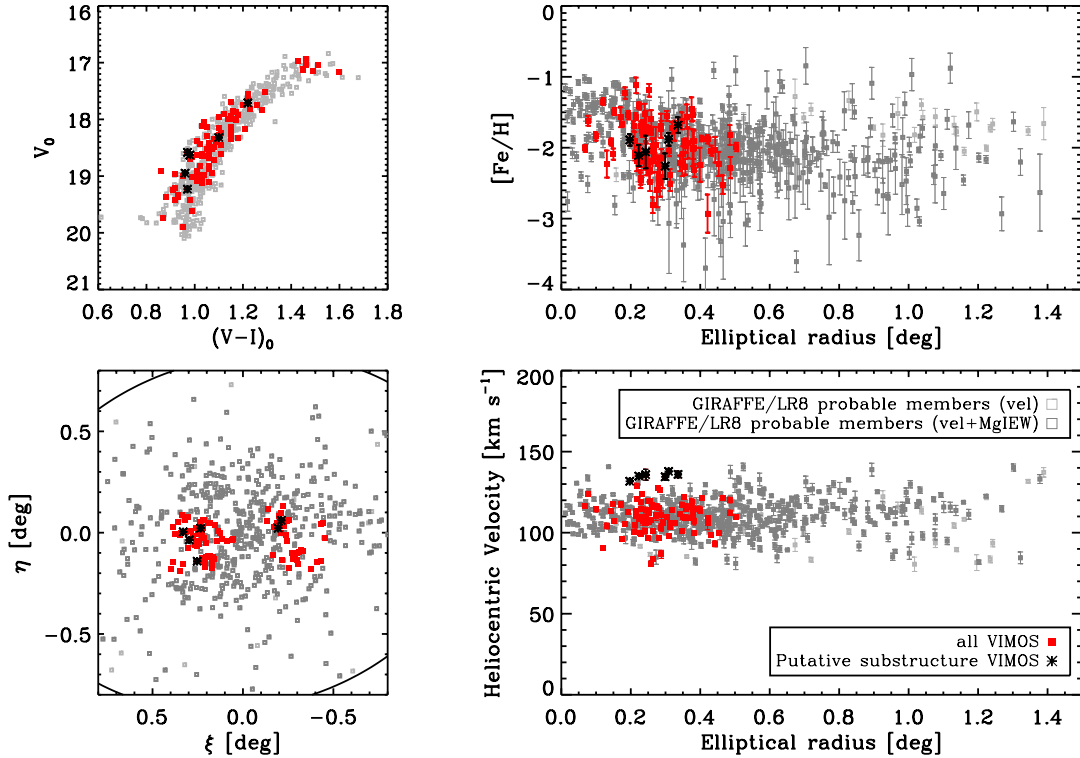 16
17
18
19
20
21
V₀
0.6 0.8 1.0 1.2 1.4 1.6 1.8
(V−I)₀
0
−1
−2
−3
−4
[Fe/H]
0.0 0.2 0.4 0.6 0.8 1.0 1.2 1.4
Elliptical radius [deg]
0.5
0.0
−0.5
η [deg]
0.5 0.0 −0.5
ξ [deg]
200
150
100
50
0
Heliocentric Velocity [km s⁻¹]
GIRAFFE/LR8 probable members (vel)
GIRAFFE/LR8 probable members (vel+MgIEW)
all VIMOS
Putative substructure VIMOS
0.0 0.2 0.4 0.6 0.8 1.0 1.2 1.4
Elliptical radius [deg]